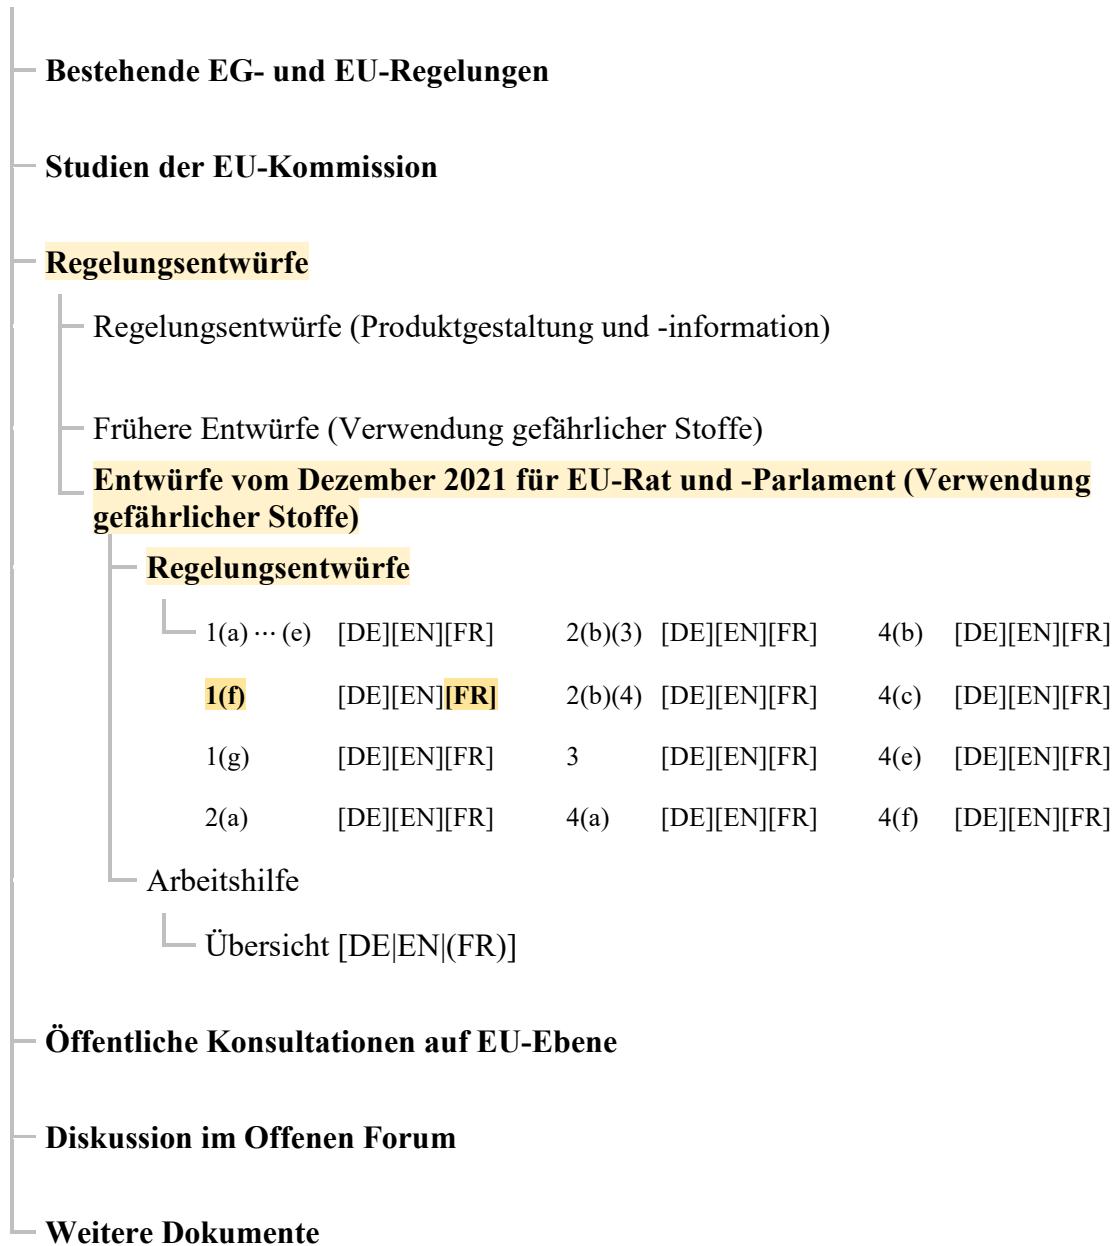 Bestehende EG- und EU-Regelungen
Studien der EU-Kommission
Regelungsentwürfe
Regelungsentwürfe (Produktgestaltung und -information)
Frühere Entwürfe (Verwendung gefährlicher Stoffe)
Entwürfe vom Dezember 2021 für EU-Rat und -Parlament (Verwendung
gefährlicher Stoffe)
Regelungsentwürfe
1(a) ··· (e) [DE][EN][FR] 2(b)(3) [DE][EN][FR] 4(b) [DE][EN][FR]
1(f) [DE][EN][FR] 2(b)(4) [DE][EN][FR] 4(c) [DE][EN][FR]
1(g) [DE][EN][FR] 3 [DE][EN][FR] 4(e) [DE][EN][FR]
2(a) [DE][EN][FR] 4(a) [DE][EN][FR] 4(f) [DE][EN][FR]
Arbeitshilfe
Übersicht [DE|EN|(FR)]
Öffentliche Konsultationen auf EU-Ebene
Diskussion im Offenen Forum
Weitere Dokumente